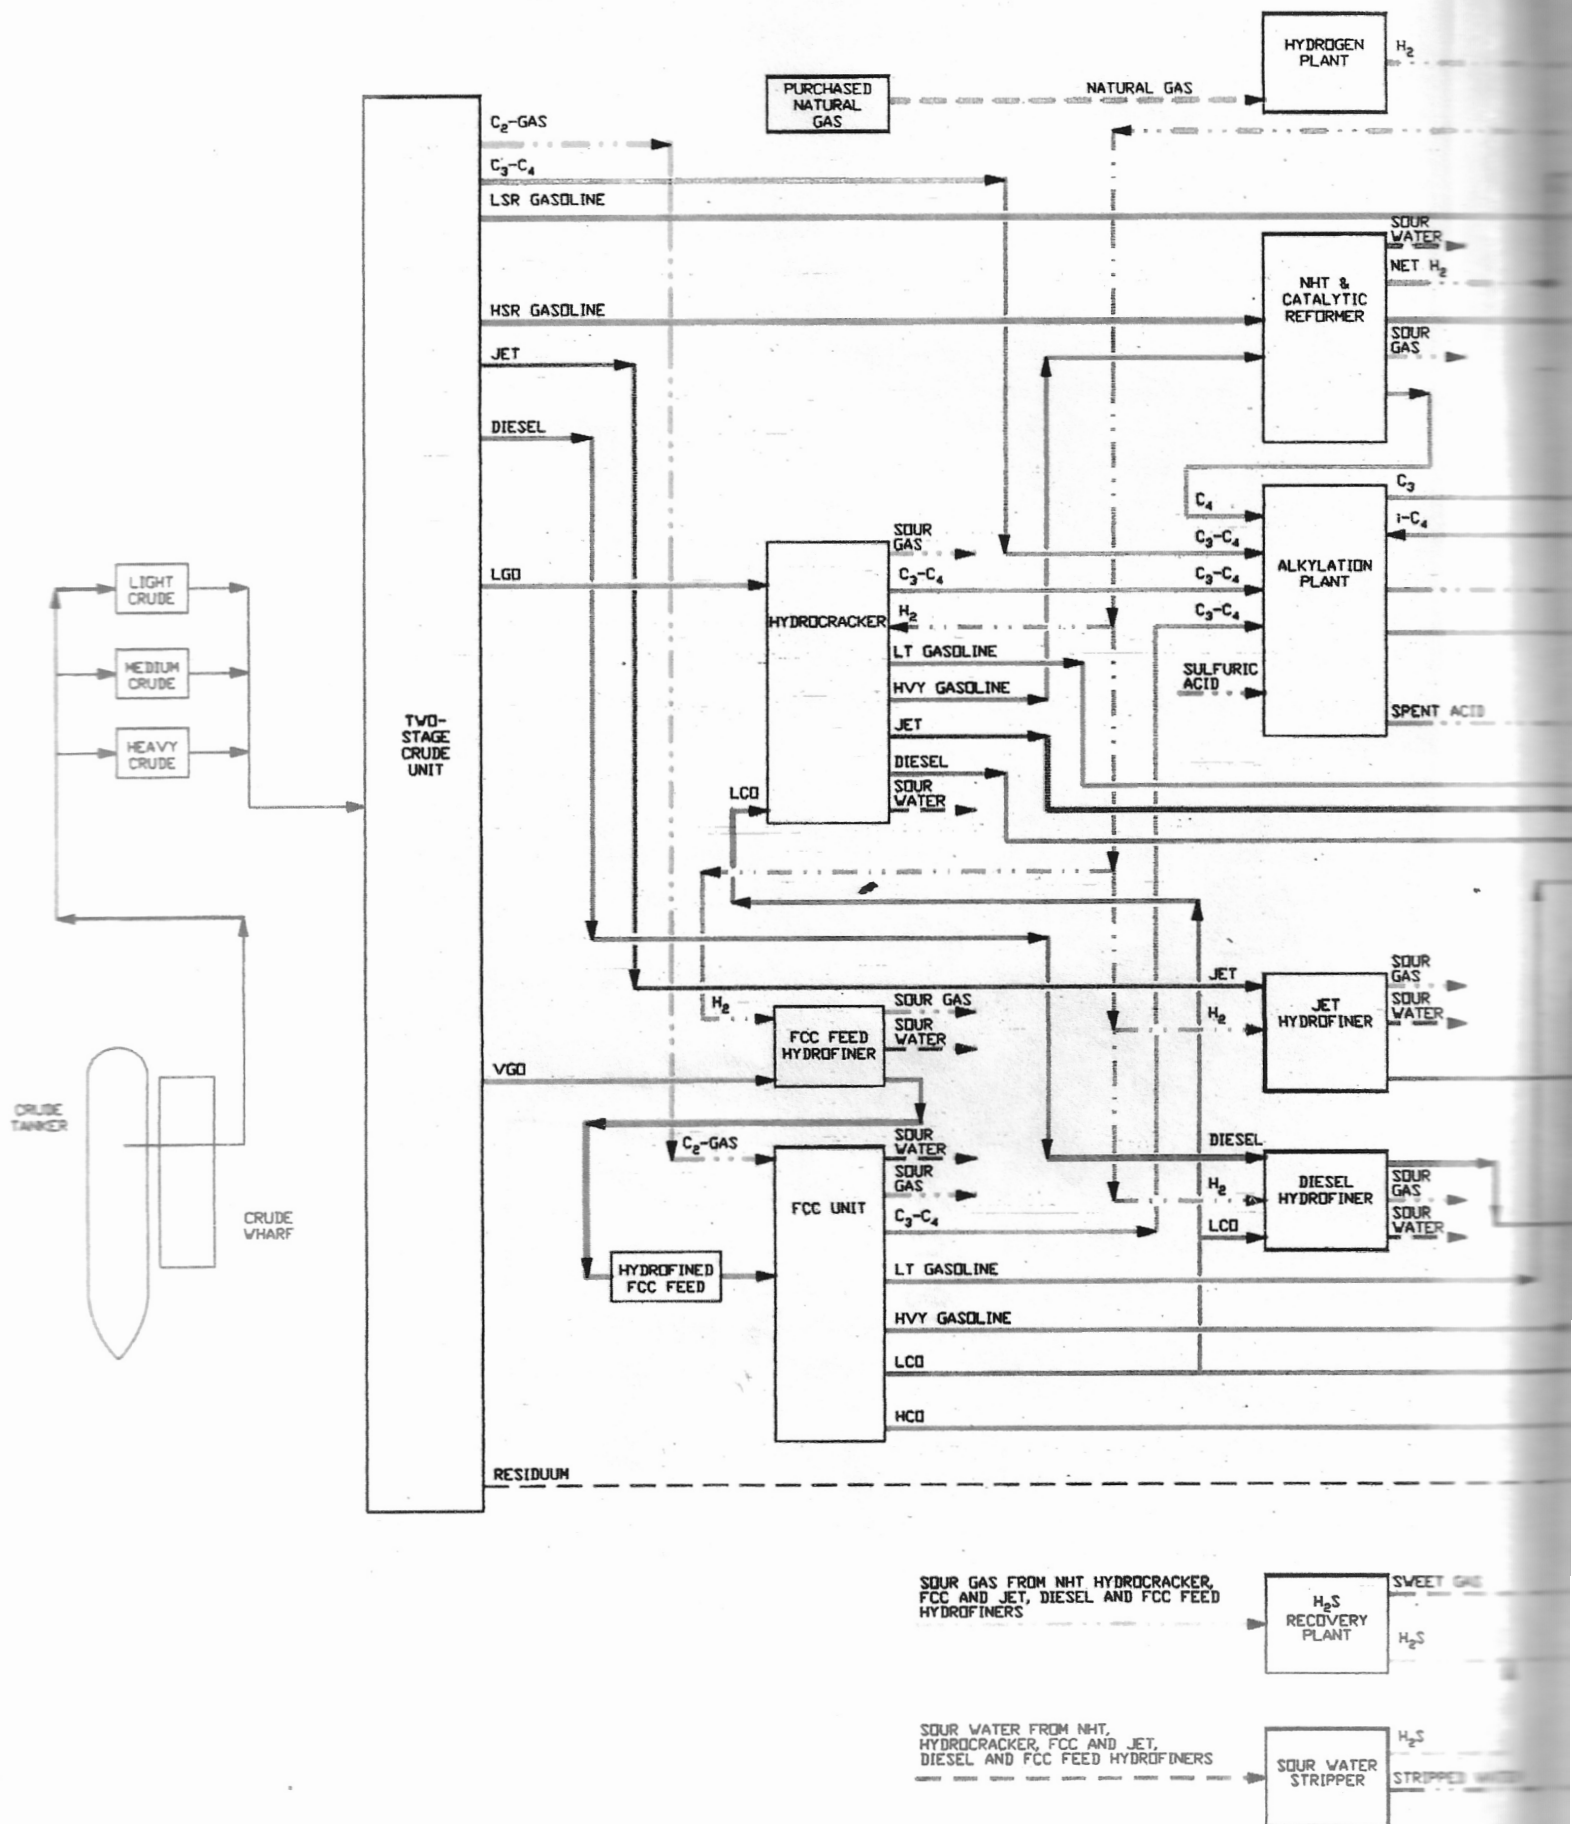 HYDROGEN
PLANT
H2
PURCHASED
NATURAL
GAS
NATURAL GAS
C2-GAS
C3-C4
LSR GASOLINE
HSR GASOLINE
JET
DIESEL
LGO
VGO
RESIDUUM
TWO-
STAGE
CRUDE
UNIT
LIGHT
CRUDE
MEDIUM
CRUDE
HEAVY
CRUDE
CRUDE
TANKER
CRUDE
WHARF
NHT &
CATALYTIC
REFORMER
SOUR
WATER
NET H2
SOUR
GAS
C4
C3-C4
C3-C4
C3-C4
SULFURIC
ACID
ALKYLATION
PLANT
C3
i-C4
SPENT ACID
HYDROCRACKER
SOUR
GAS
C3-C4
H2
LT GASOLINE
HVY GASOLINE
JET
DIESEL
SOUR
WATER
LCO
H2
FCC FEED
HYDROFINER
SOUR GAS
SOUR
WATER
JET
H2
JET
HYDROFINER
SOUR
GAS
SOUR
WATER
C2-GAS
HYDROFINED
FCC FEED
FCC UNIT
SOUR
WATER
SOUR
GAS
C3-C4
LT GASOLINE
HVY GASOLINE
LCO
HCO
DIESEL
H2
LCO
DIESEL
HYDROFINER
SOUR
GAS
SOUR
WATER
SOUR GAS FROM NHT HYDROCRACKER,
FCC AND JET, DIESEL AND FCC FEED
HYDROFINERS
H2S
RECOVERY
PLANT
SWEET GAS
H2S
SOUR WATER FROM NHT,
HYDROCRACKER, FCC AND JET,
DIESEL AND FCC FEED HYDROFINERS
SOUR WATER
STRIPPER
H2S
STRIPPED WATER